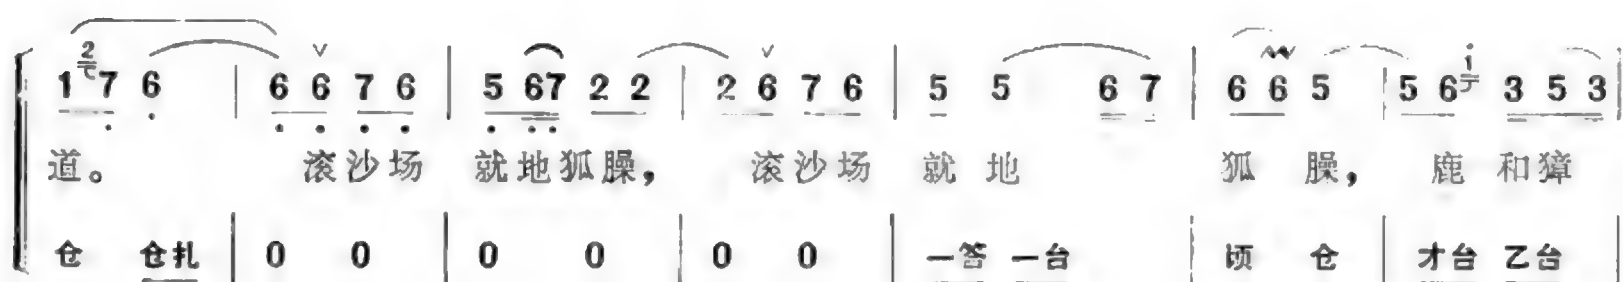 1 2 7 6 | 6 6 7 6 | 5 67 2 2 | 2 6 7 6 | 5 5 6 7 | 6 6 5 | 5 6 i 3 5 3
道。 滚沙场 就地狐臊， 滚沙场 就 地 狐 臊， 鹿 和獐
仓 仓扎 | 0 0 | 0 0 | 0 0 | 一答 一台 | 顷 仓 | 才台 乙台